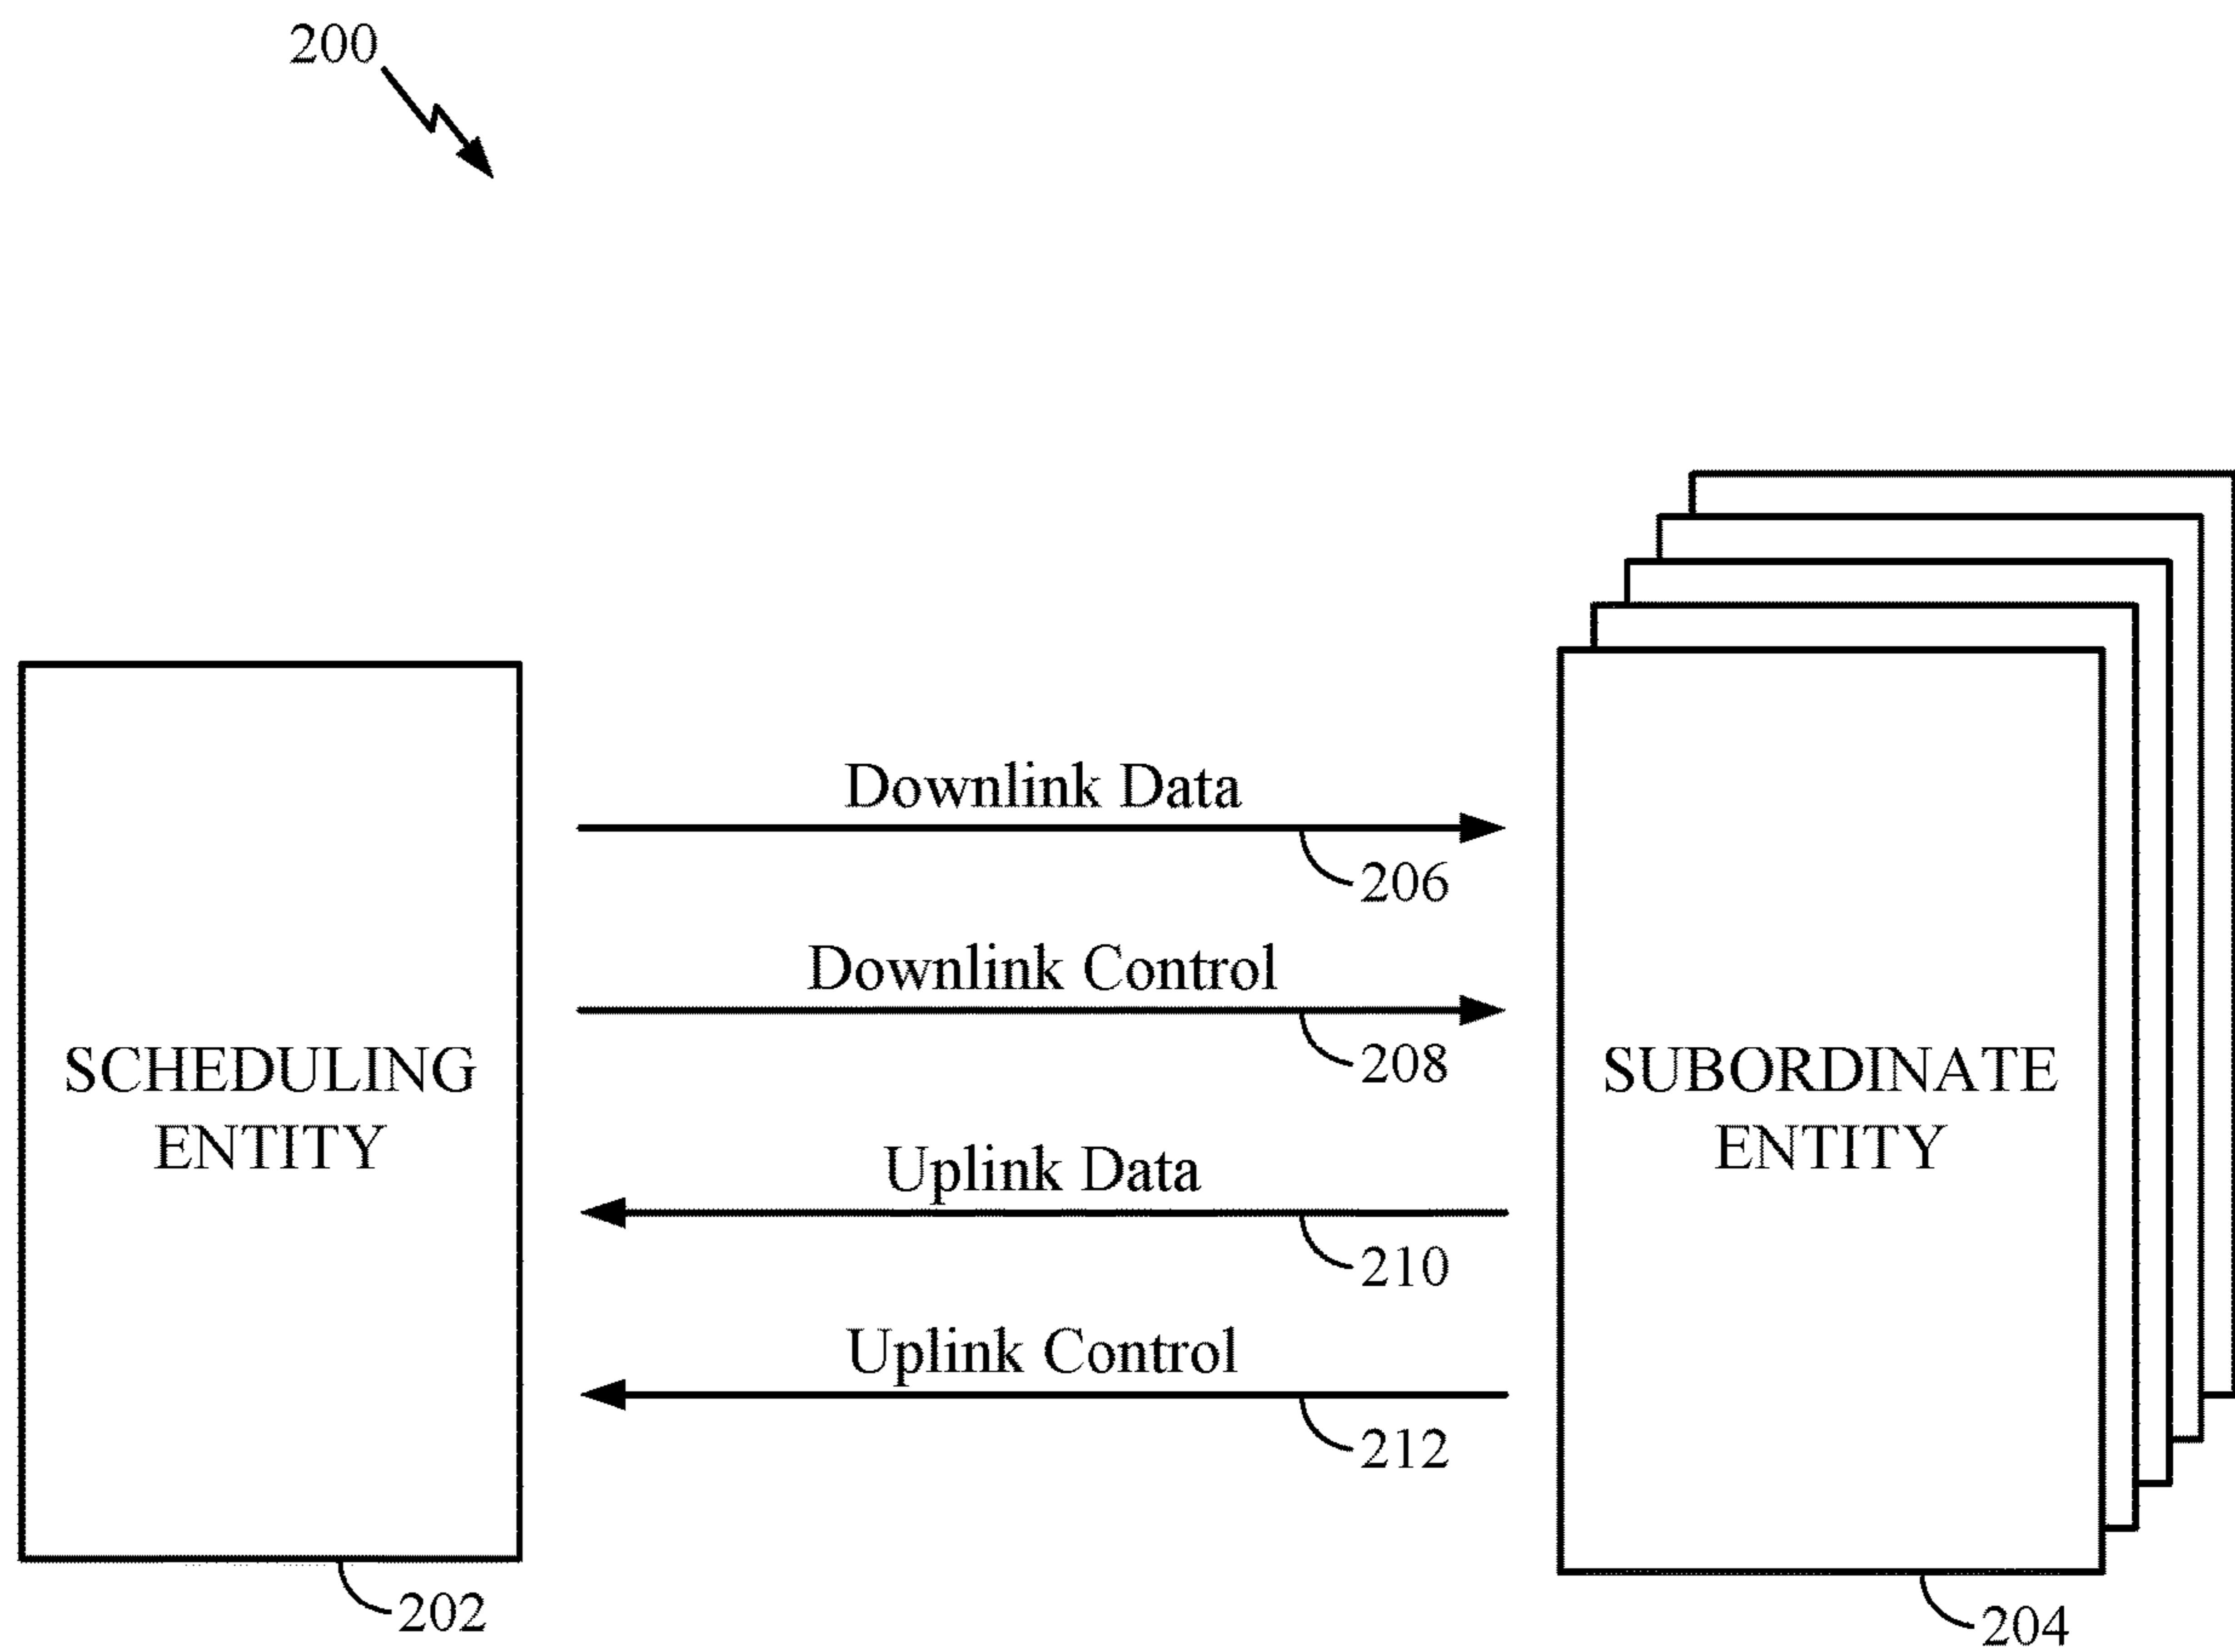 200
Downlink Data
206
Downlink Control
208
SCHEDULING
ENTITY
SUBORDINATE
ENTITY
Uplink Data
210
Uplink Control
212
202
204